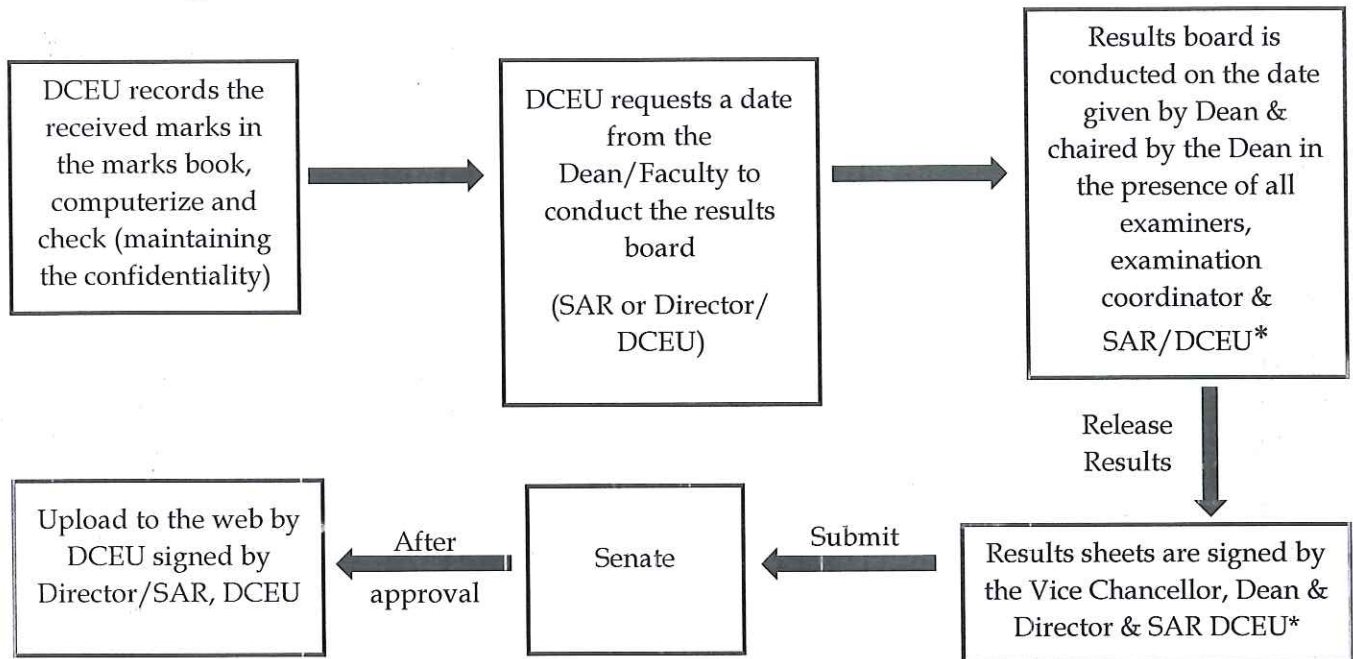 DCEU records the
received marks in
the marks book,
computerize and
check (maintaining
the confidentiality)
DCEU requests a date
from the
Dean/Faculty to
conduct the results
board
(SAR or Director/
DCEU)
Results board is
conducted on the date
given by Dean &
chaired by the Dean in
the presence of all
examiners,
examination
coordinator &
SAR/DCEU*
Release
Results
Results sheets are signed by
the Vice Chancellor, Dean &
Director & SAR DCEU*
Submit
Senate
After
approval
Upload to the web by
DCEU signed by
Director/SAR, DCEU